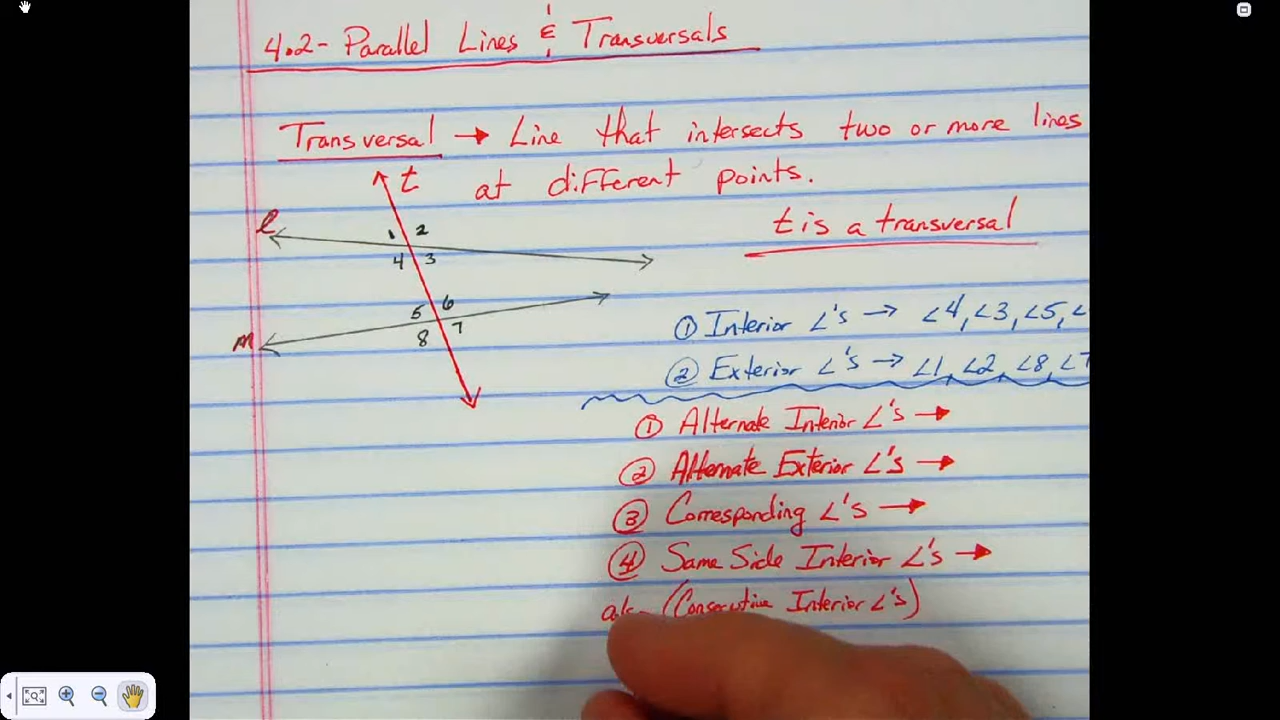 4.2- Parallel Lines & Transversals
Transversal → Line that intersects two or more lines
at different points.
t
t is a transversal
l
1 2
4 3
5 6
8 7
m
① Interior ∠'s → ∠4, ∠3, ∠5, ∠
② Exterior ∠'s → ∠1, ∠2, ∠8, ∠7
① Alternate Interior ∠'s →
② Alternate Exterior ∠'s →
③ Corresponding ∠'s →
④ Same Side Interior ∠'s →
(Consecutive Interior ∠'s)